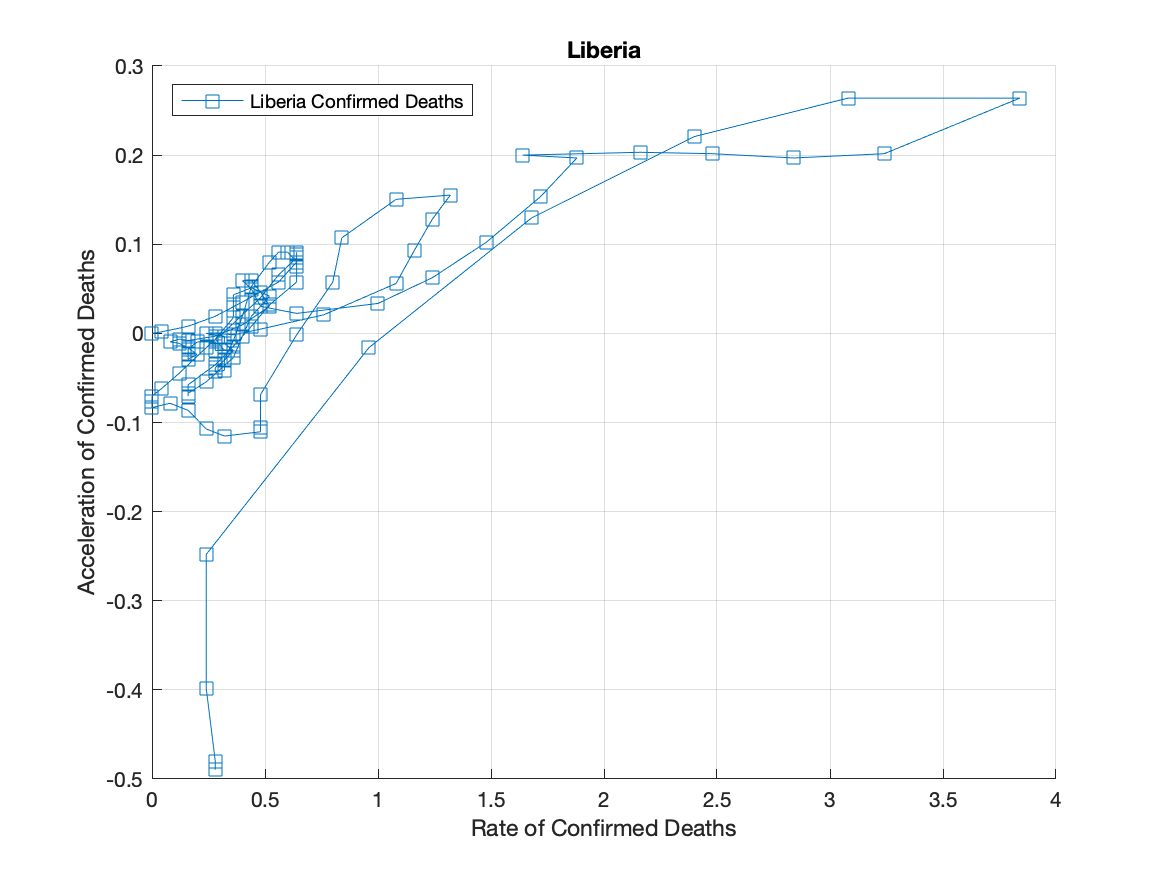 Liberia
Liberia Confirmed Deaths
0.3
0.2
0.1
0
-0.1
-0.2
-0.3
-0.4
-0.5
Acceleration of Confirmed Deaths
0 0.5 1 1.5 2 2.5 3 3.5 4
Rate of Confirmed Deaths